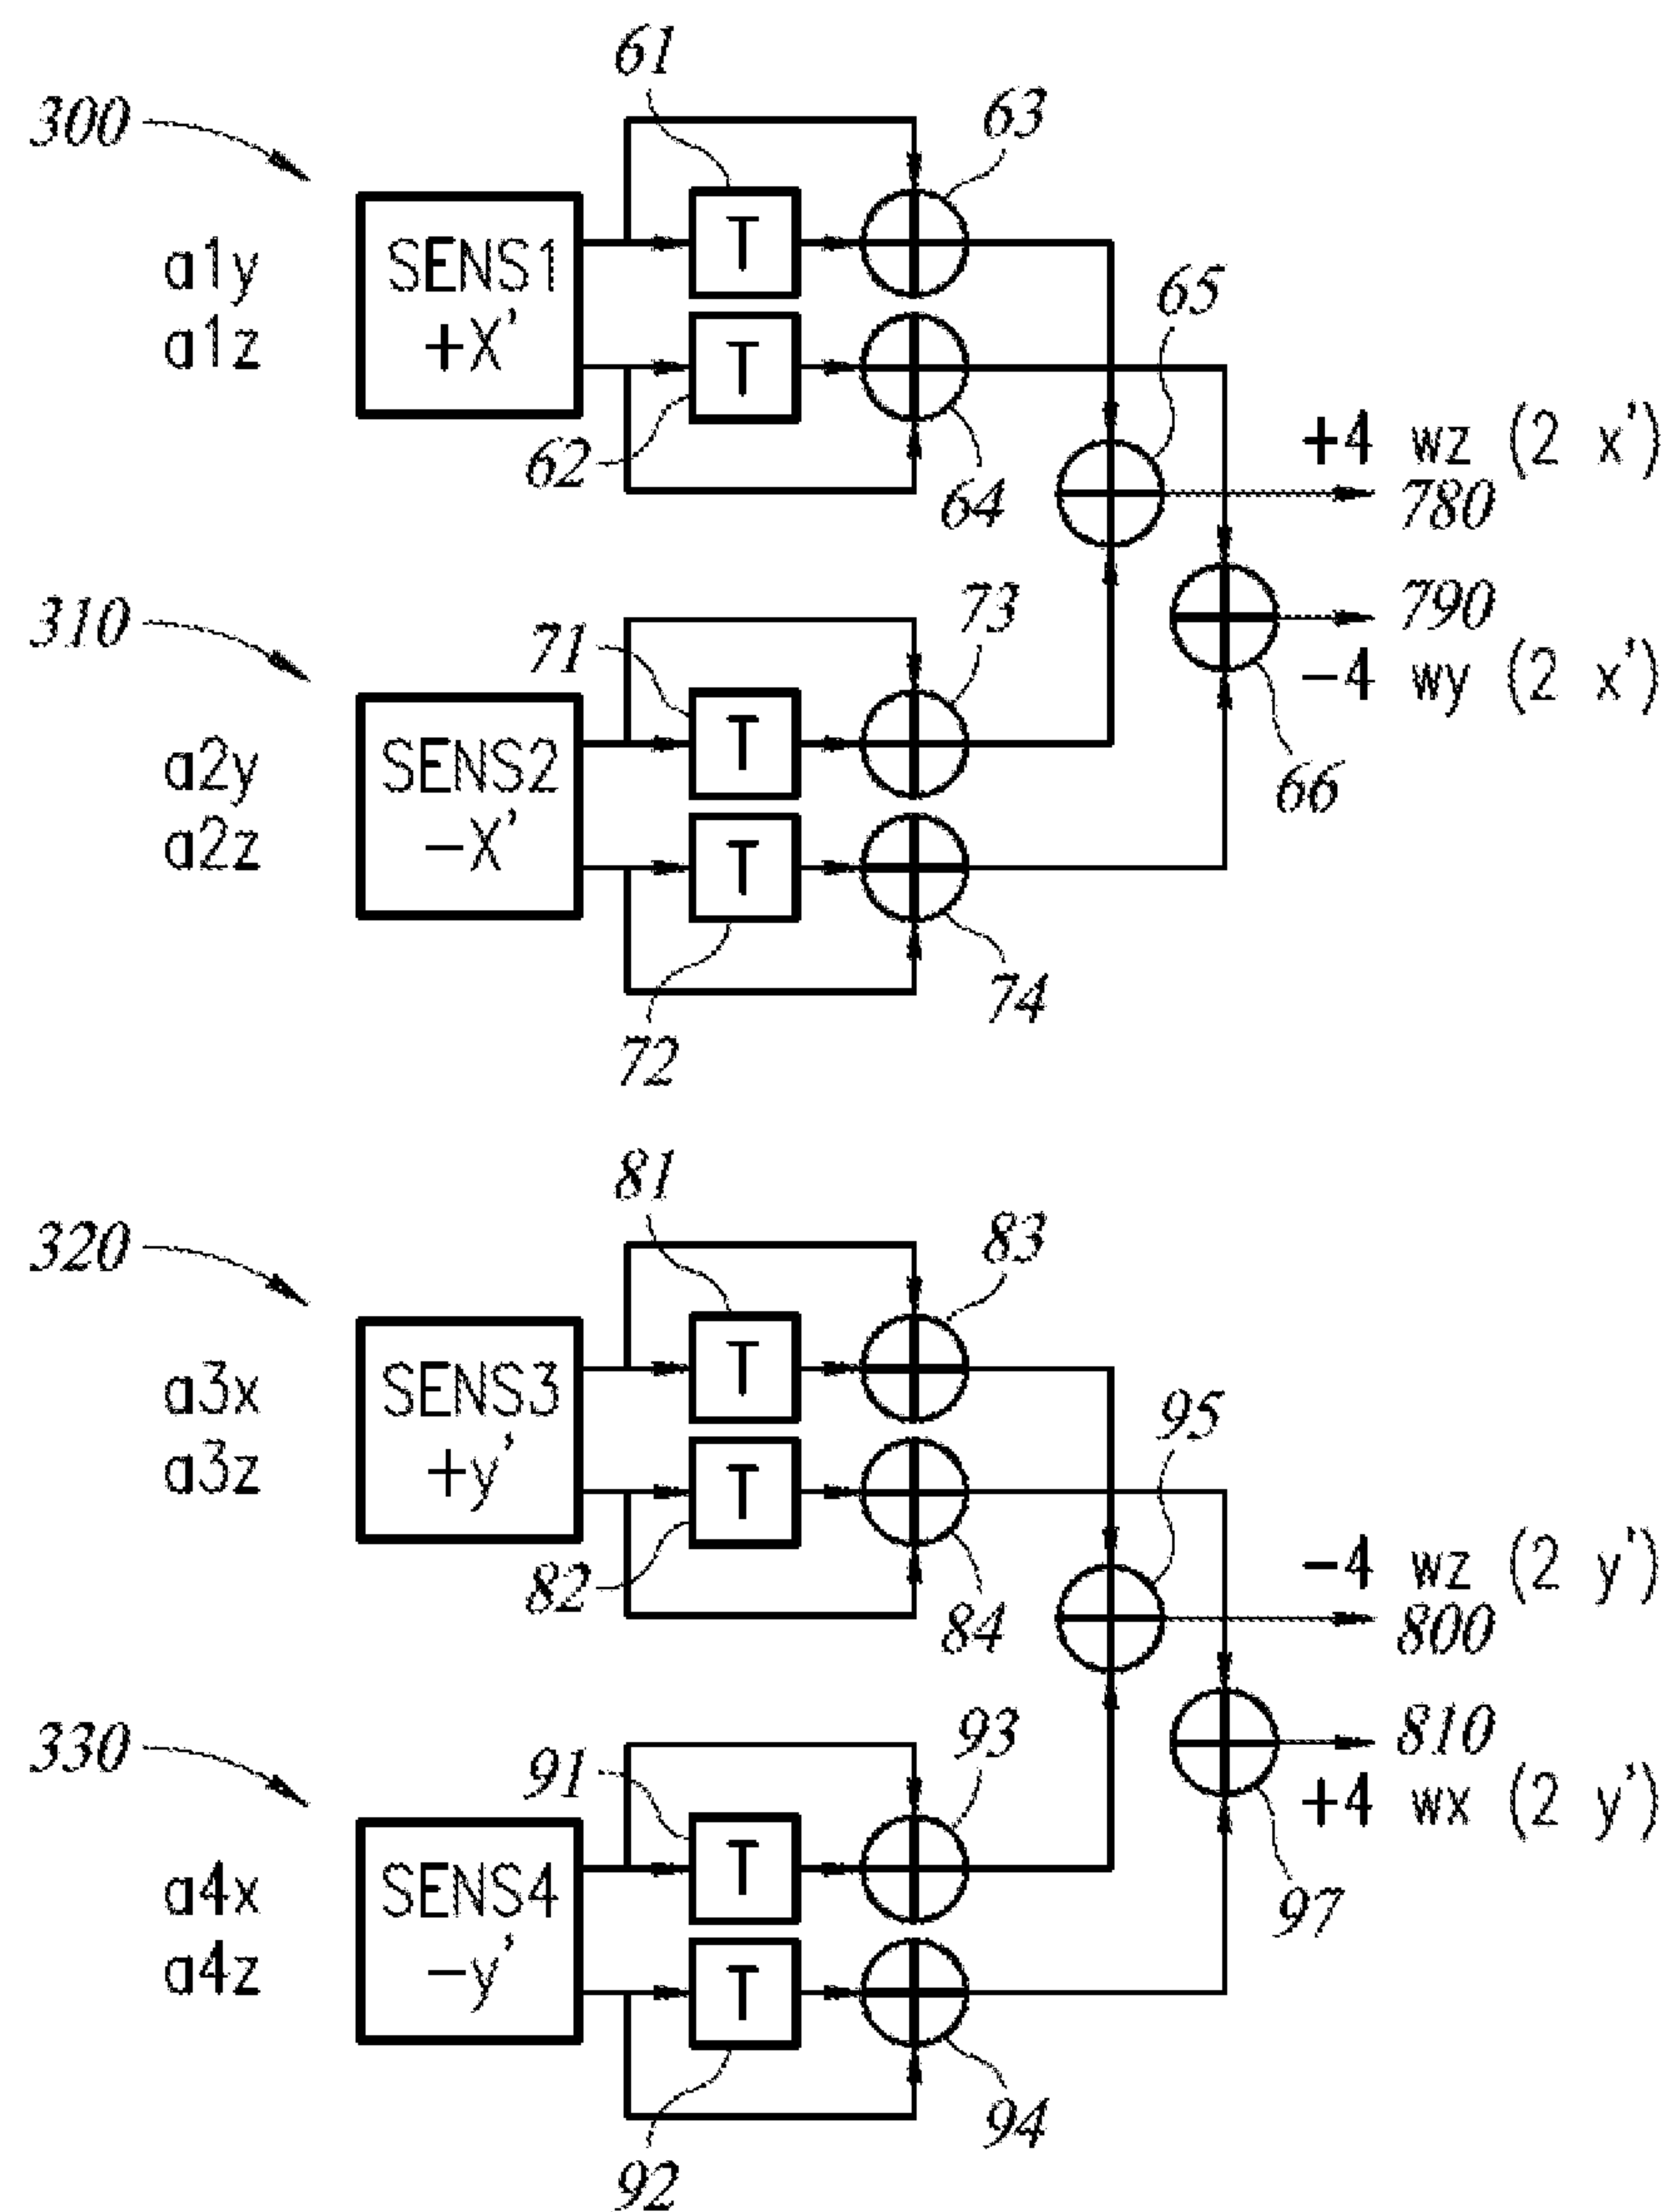 61
300
63
a1y
a1z
SENS1
+X'
T
T
65
62
64
+4 wz (2 x')
780
310
71
73
790
-4 wy (2 x')
a2y
a2z
SENS2
-X'
T
T
66
72
74
81
320
83
a3x
a3z
SENS3
+y'
T
T
95
82
84
-4 wz (2 y')
800
330
91
93
810
+4 wx (2 y')
a4x
a4z
SENS4
-y'
T
T
97
92
94